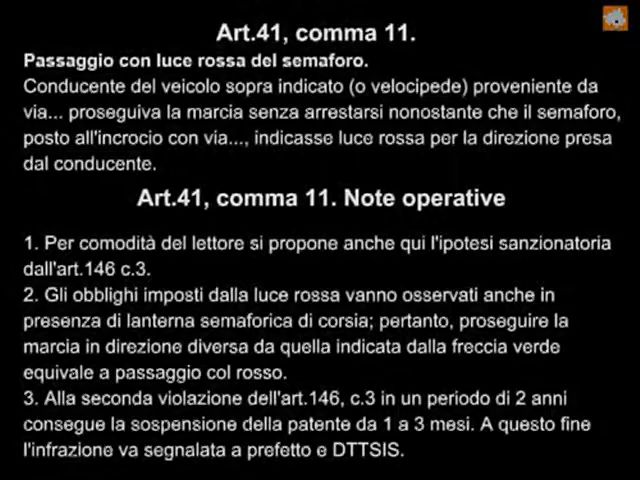 Art.41, comma 11.
Passaggio con luce rossa del semaforo.
Conducente del veicolo sopra indicato (o velocipede) proveniente da
via... proseguiva la marcia senza arrestarsi nonostante che il semaforo,
posto all'incrocio con via..., indicasse luce rossa per la direzione presa
dal conducente.
Art.41, comma 11. Note operative
1. Per comodità del lettore si propone anche qui l'ipotesi sanzionatoria
dall'art.146 c.3.
2. Gli obblighi imposti dalla luce rossa vanno osservati anche in
presenza di lanterna semaforica di corsia; pertanto, proseguire la
marcia in direzione diversa da quella indicata dalla freccia verde
equivale a passaggio col rosso.
3. Alla seconda violazione dell'art.146, c.3 in un periodo di 2 anni
consegue la sospensione della patente da 1 a 3 mesi. A questo fine
l'infrazione va segnalata a prefetto e DTTSIS.